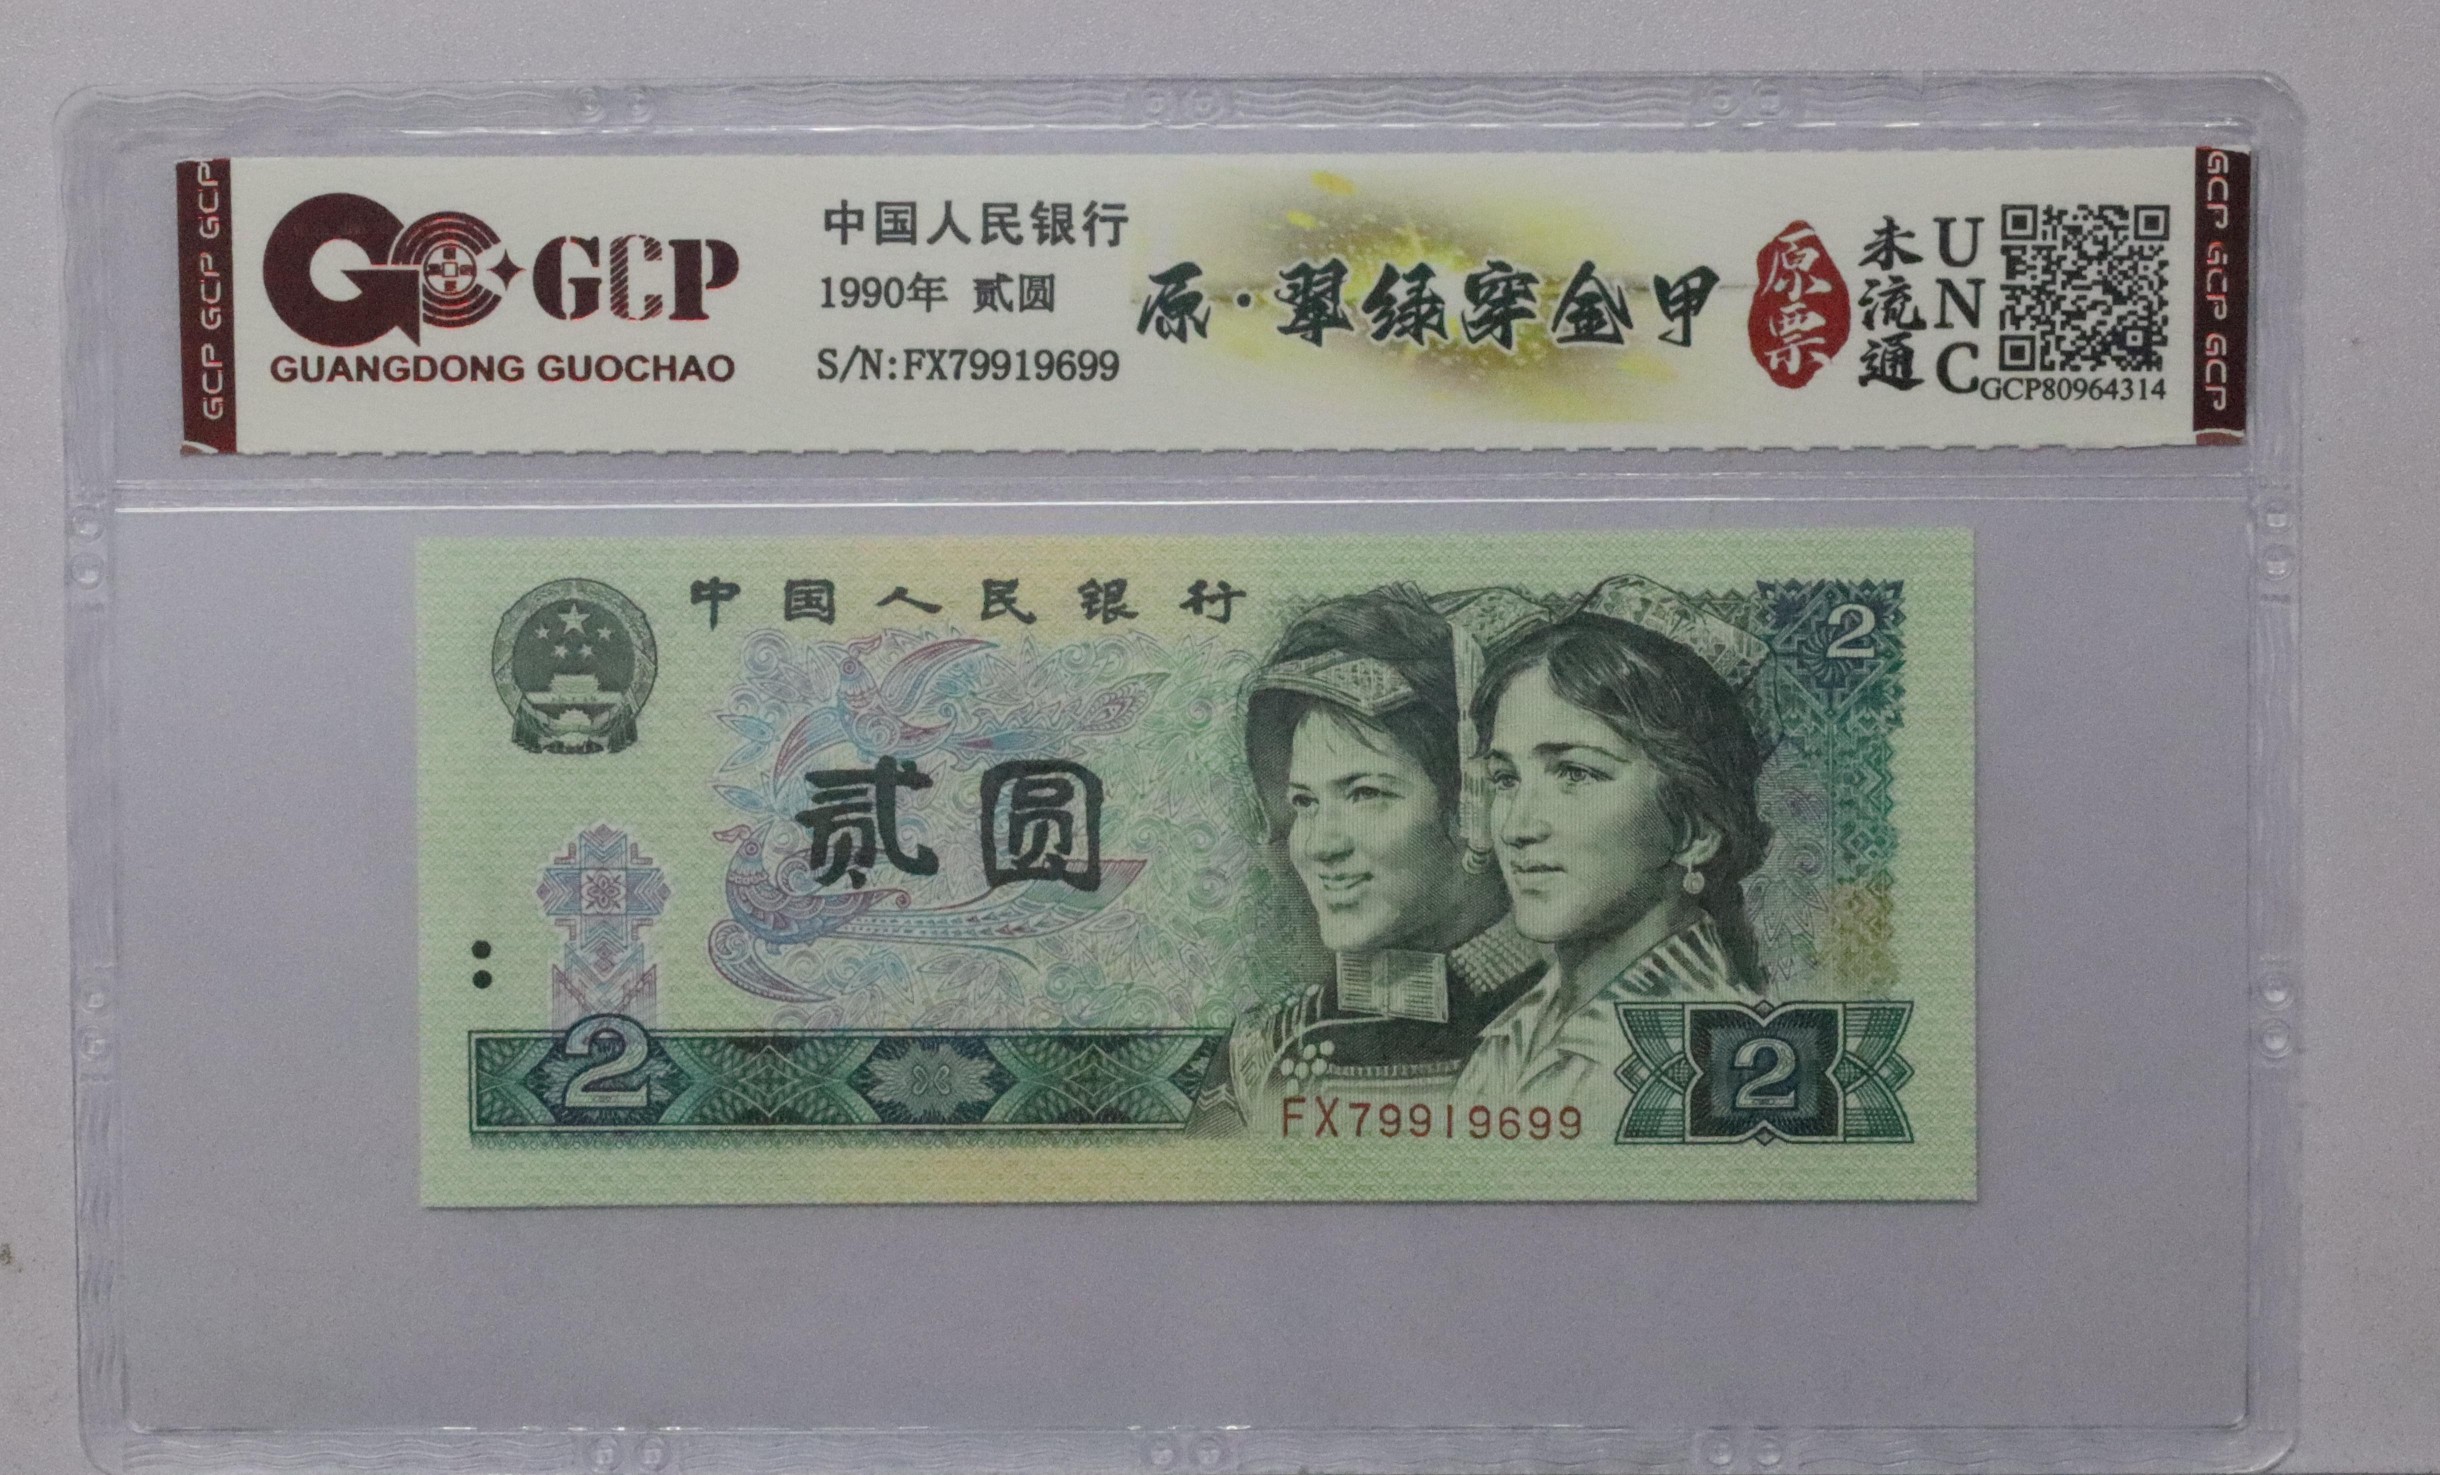 GCP GCP GCP
GCP
GUANGDONG GUOCHAO
中国人民银行
1990年 贰圆
S/N:FX79919699
原·翠绿穿金甲
原票
未流通
UNC
GCP80964314
GCP GCP GCP
中国人民银行
2
贰圆
2
2
FX79919699